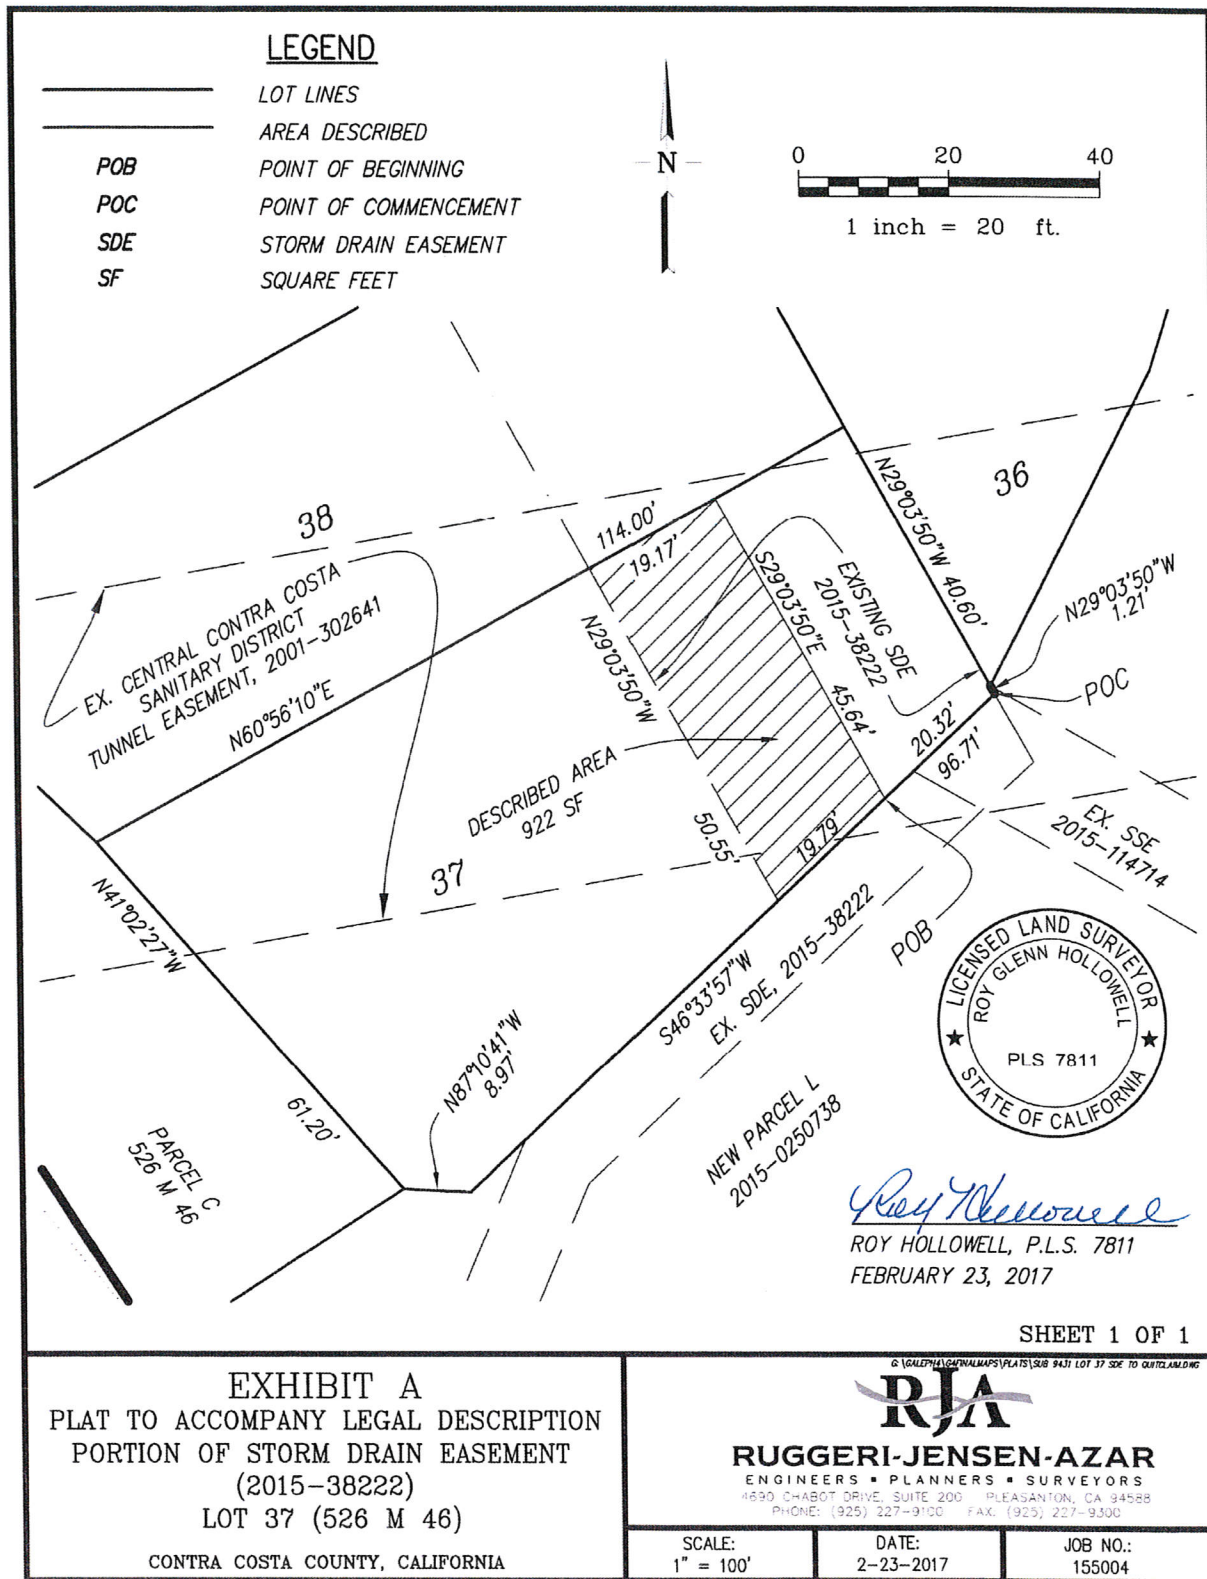 LEGEND
LOT LINES
AREA DESCRIBED
POB POINT OF BEGINNING
POC POINT OF COMMENCEMENT
SDE STORM DRAIN EASEMENT
SF SQUARE FEET
N
0 20 40
1 inch = 20 ft.
38
36
114.00'
19.17'
N29°03'50"W 40.60'
EXISTING SDE
2015-38222
S29°03'50"E 45.64'
N29°03'50"W
1.21'
POC
EX. CENTRAL CONTRA COSTA
SANITARY DISTRICT
TUNNEL EASEMENT, 2001-302641
N60°56'10"E
N29°03'50"W
50.55'
20.32'
96.71'
DESCRIBED AREA
922 SF
19.79'
37
EX. SSE
2015-114714
N41°02'27"W
61.20'
POB
S46°33'57"W
EX. SDE, 2015-38222
N87°10'41"W
8.97'
PARCEL C
526 M 46
NEW PARCEL L
2015-0250738
LICENSED LAND SURVEYOR
ROY GLENN HOLLOWELL
PLS 7811
STATE OF CALIFORNIA
ROY HOLLOWELL, P.L.S. 7811
FEBRUARY 23, 2017
SHEET 1 OF 1
EXHIBIT A
PLAT TO ACCOMPANY LEGAL DESCRIPTION
PORTION OF STORM DRAIN EASEMENT
(2015-38222)
LOT 37 (526 M 46)
CONTRA COSTA COUNTY, CALIFORNIA
RJA
RUGGERI-JENSEN-AZAR
ENGINEERS ▪ PLANNERS ▪ SURVEYORS
4690 CHABOT DRIVE, SUITE 200 PLEASANTON, CA 94588
PHONE: (925) 227-9100 FAX: (925) 227-9300
SCALE:
1" = 100'
DATE:
2-23-2017
JOB NO.:
155004